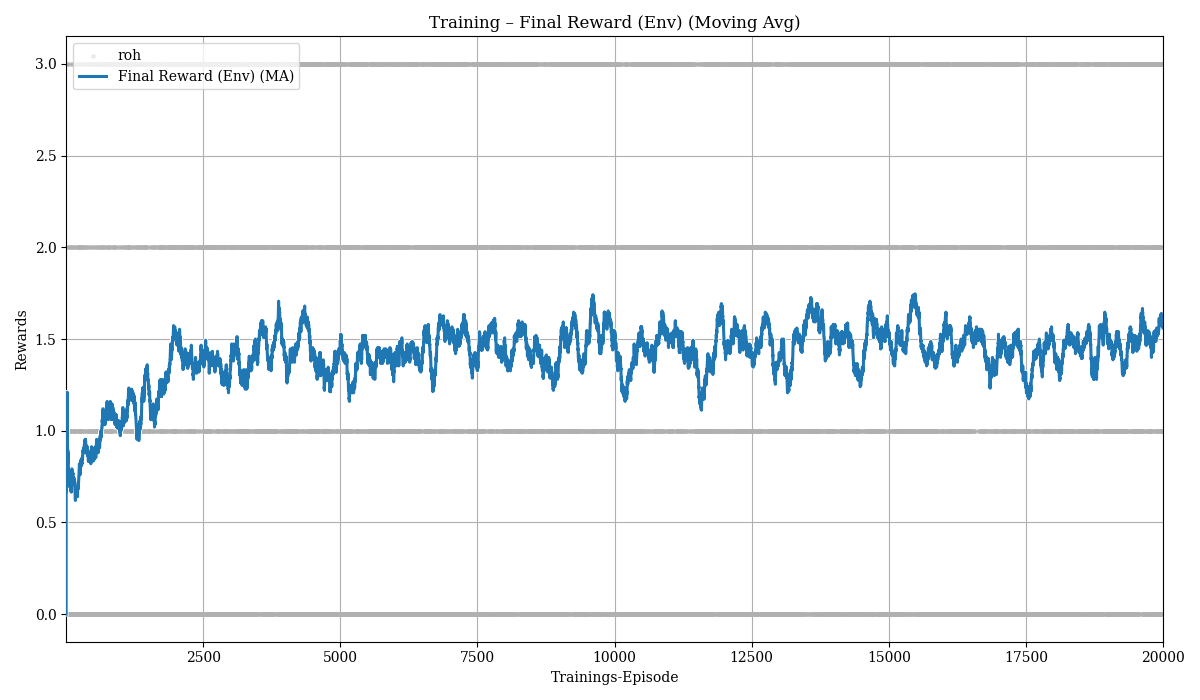 Training – Final Reward (Env) (Moving Avg)
roh
Final Reward (Env) (MA)
3.0
2.5
2.0
1.5
1.0
0.5
0.0
Rewards
2500 5000 7500 10000 12500 15000 17500 20000
Trainings-Episode